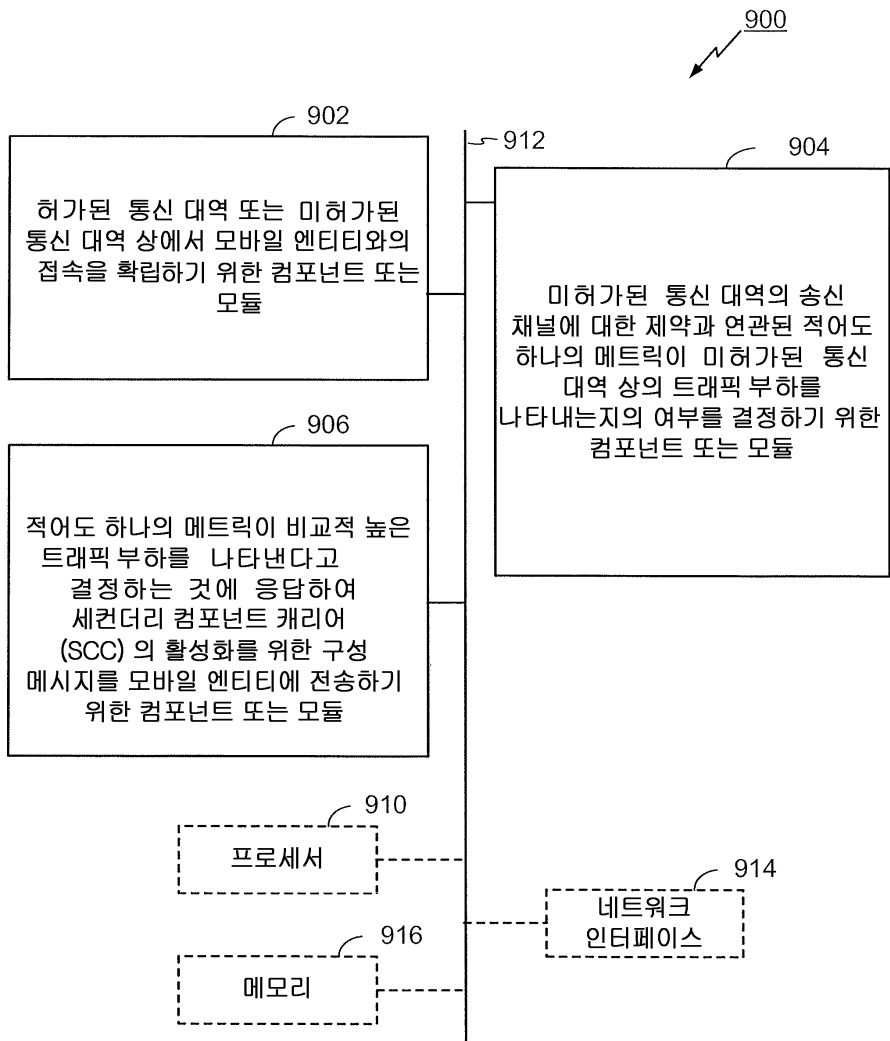 900
902
허가된 통신 대역 또는 미허가된
통신 대역 상에서 모바일 엔티티와의
접속을 확립하기 위한 컴포넌트 또는
모듈
912
904
미허가된 통신 대역의 송신
채널에 대한 제약과 연관된 적어도
하나의 메트릭이 미허가된 통신
대역 상의 트래픽 부하를
나타내는지의 여부를 결정하기 위한
컴포넌트 또는 모듈
906
적어도 하나의 메트릭이 비교적 높은
트래픽 부하를 나타낸다고
결정하는 것에 응답하여
세컨더리 컴포넌트 캐리어
(SCC) 의 활성화를 위한 구성
메시지를 모바일 엔티티에 전송하기
위한 컴포넌트 또는 모듈
910
프로세서
914
네트워크
인터페이스
916
메모리